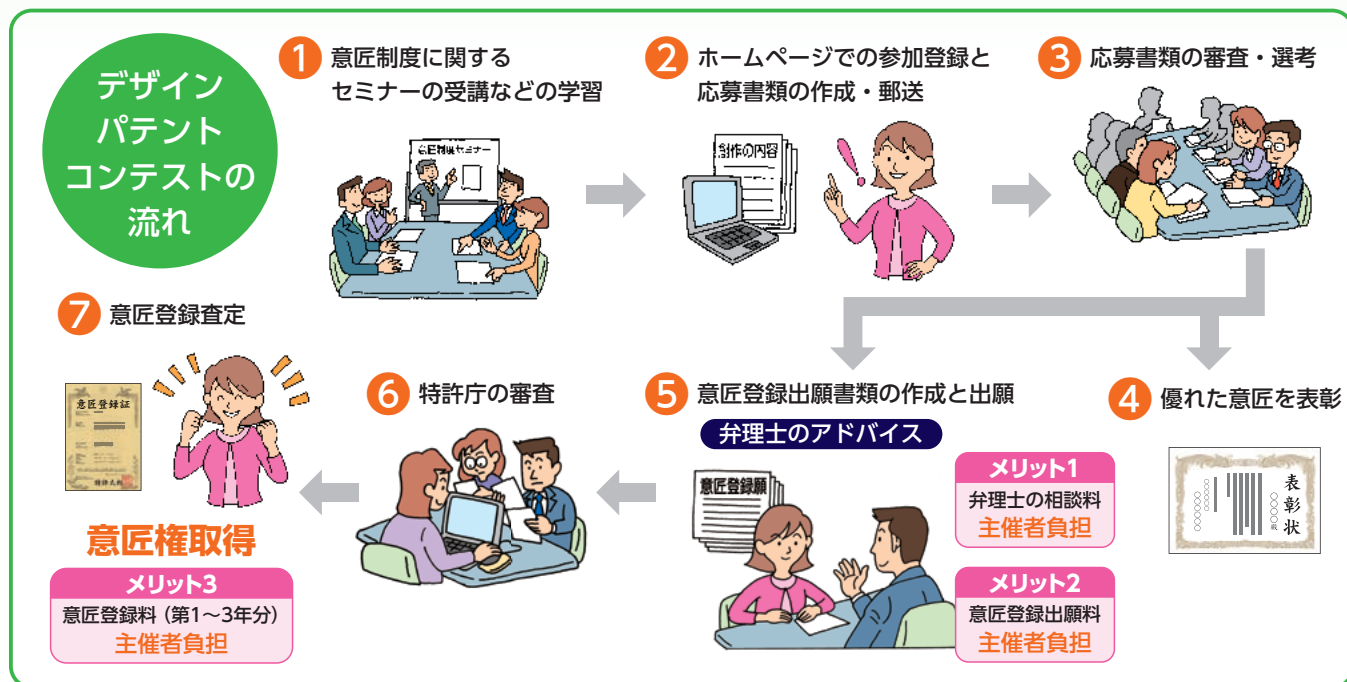 デザイン
パテント
コンテストの
流れ
1 意匠制度に関する
セミナーの受講などの学習
意匠制度セミナー
2 ホームページでの参加登録と
応募書類の作成・郵送
創作の内容
3 応募書類の審査・選考
4 優れた意匠を表彰
表彰状
○○○○殿
5 意匠登録出願書類の作成と出願
弁理士のアドバイス
意匠登録願
メリット1
弁理士の相談料
主催者負担
メリット2
意匠登録出願料
主催者負担
6 特許庁の審査
7 意匠登録査定
意匠登録証
意匠権取得
メリット3
意匠登録料（第1～3年分）
主催者負担